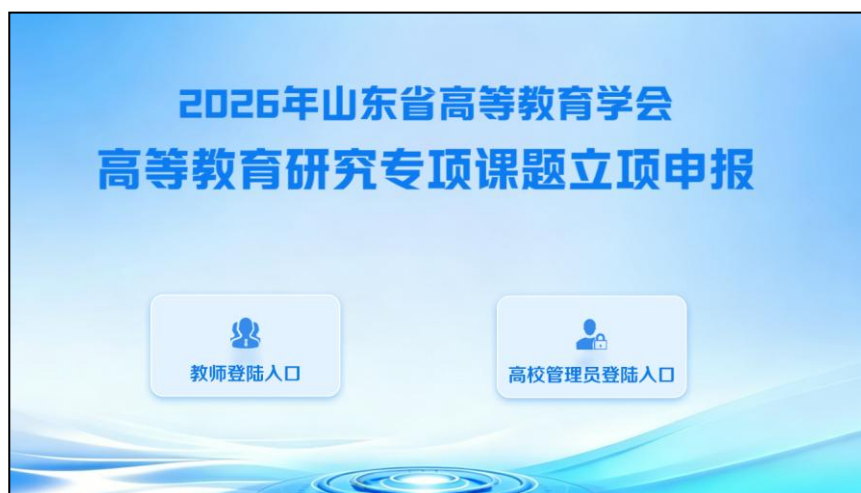 2026年山东省高等教育学会
高等教育研究专项课题立项申报
教师登陆入口
高校管理员登陆入口